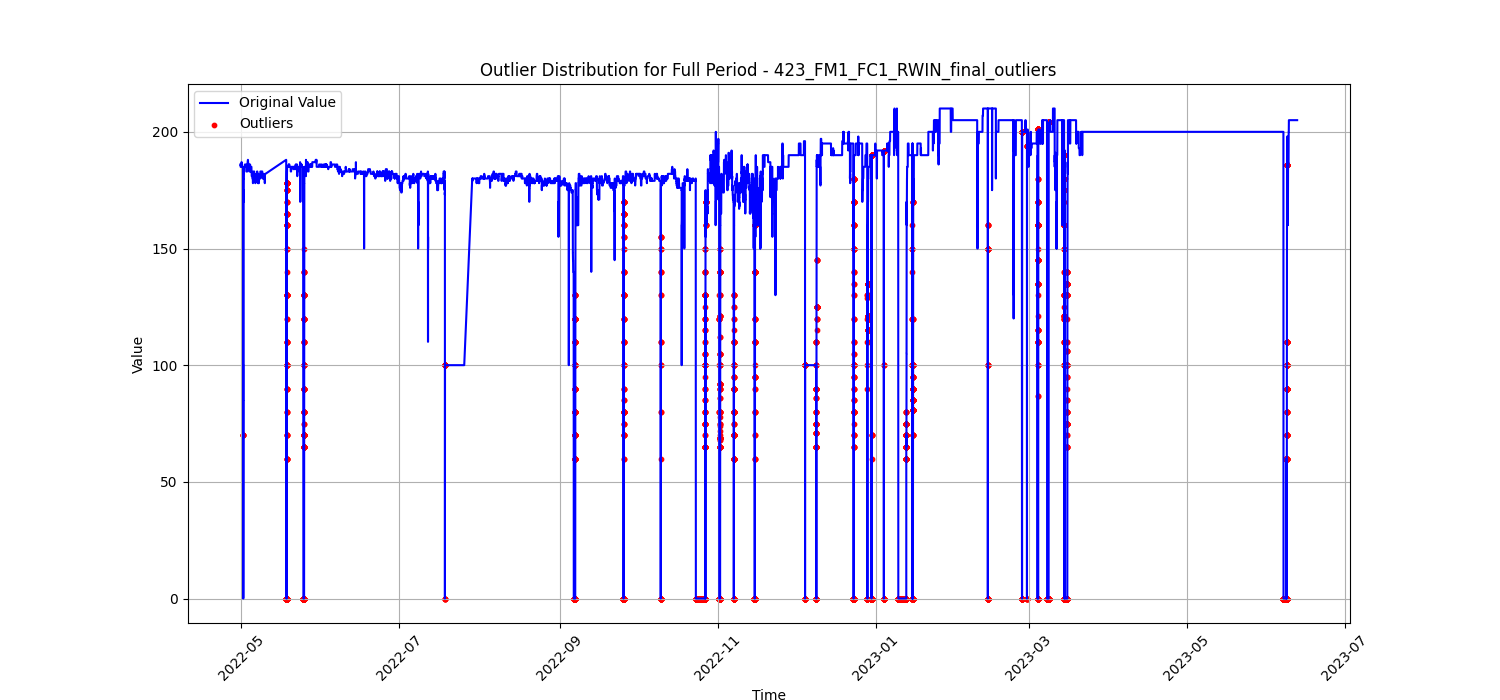 Outlier Distribution for Full Period - 423_FM1_FC1_RWIN_final_outliers
Original Value
Outliers
200
150
100
50
0
Value
2022-05
2022-07
2022-09
2022-11
2023-01
2023-03
2023-05
2023-07
Time